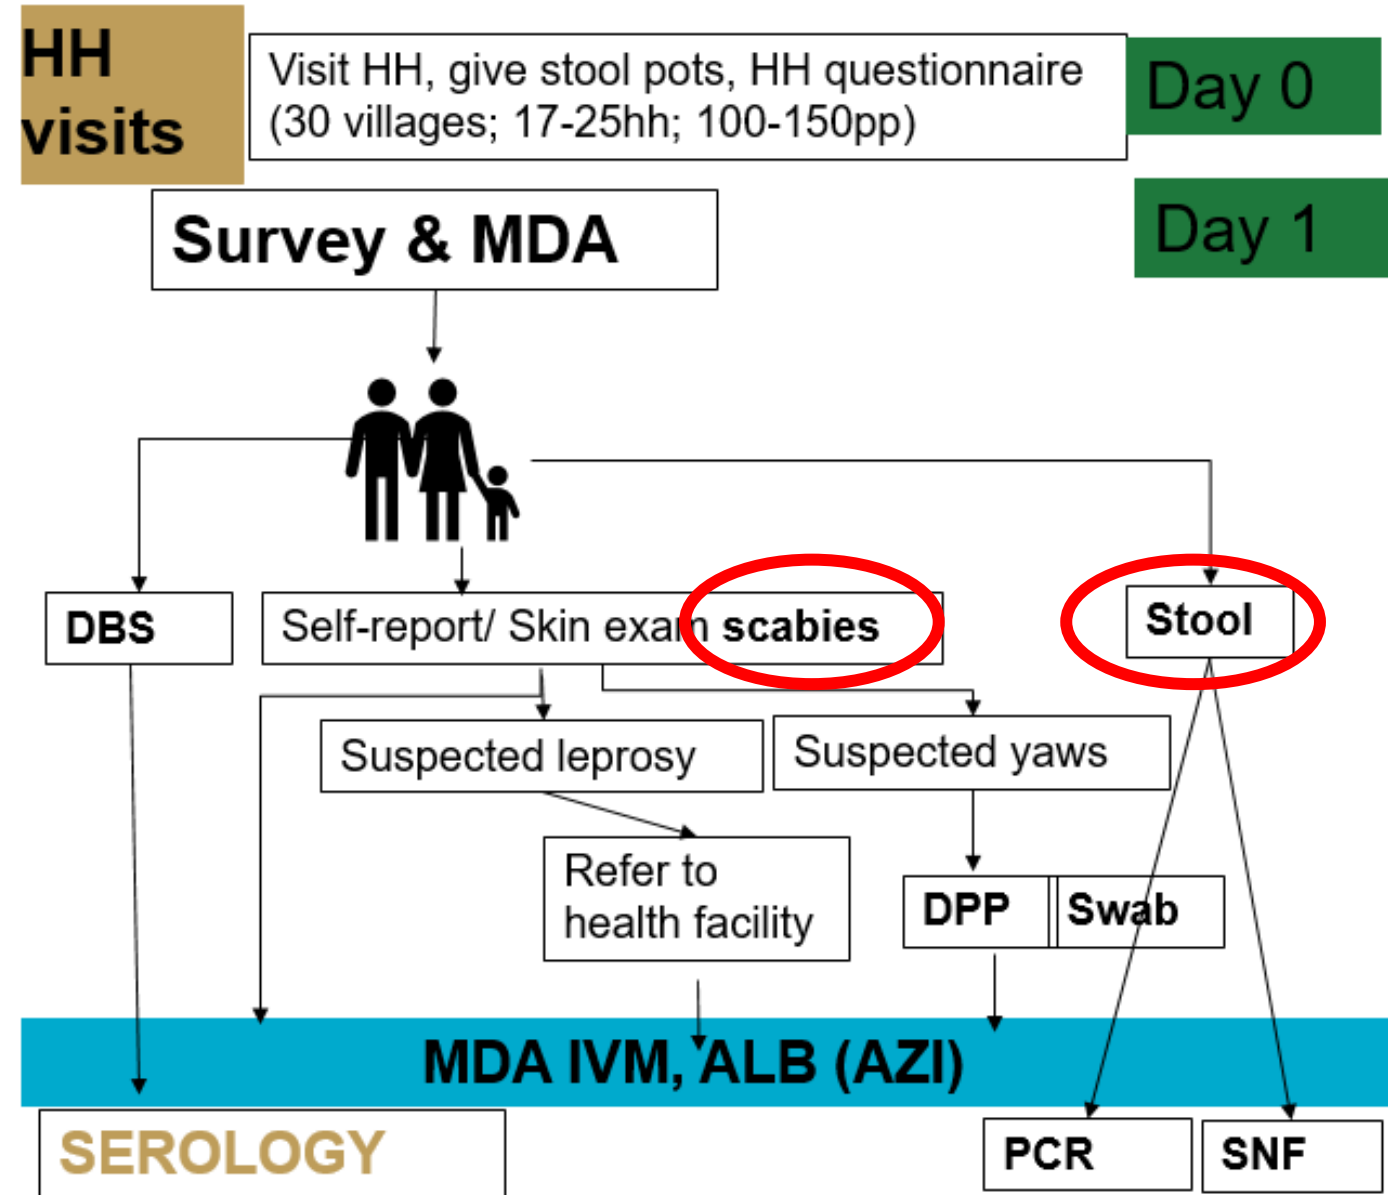 HH
visits
Visit HH, give stool pots, HH questionnaire
(30 villages; 17-25hh; 100-150pp)
Day 0
Survey & MDA
Day 1
DBS
Self-report/ Skin exam scabies
Stool
Suspected leprosy
Suspected yaws
Refer to
health facility
DPP
Swab
MDA IVM, ALB (AZI)
SEROLOGY
PCR
SNF